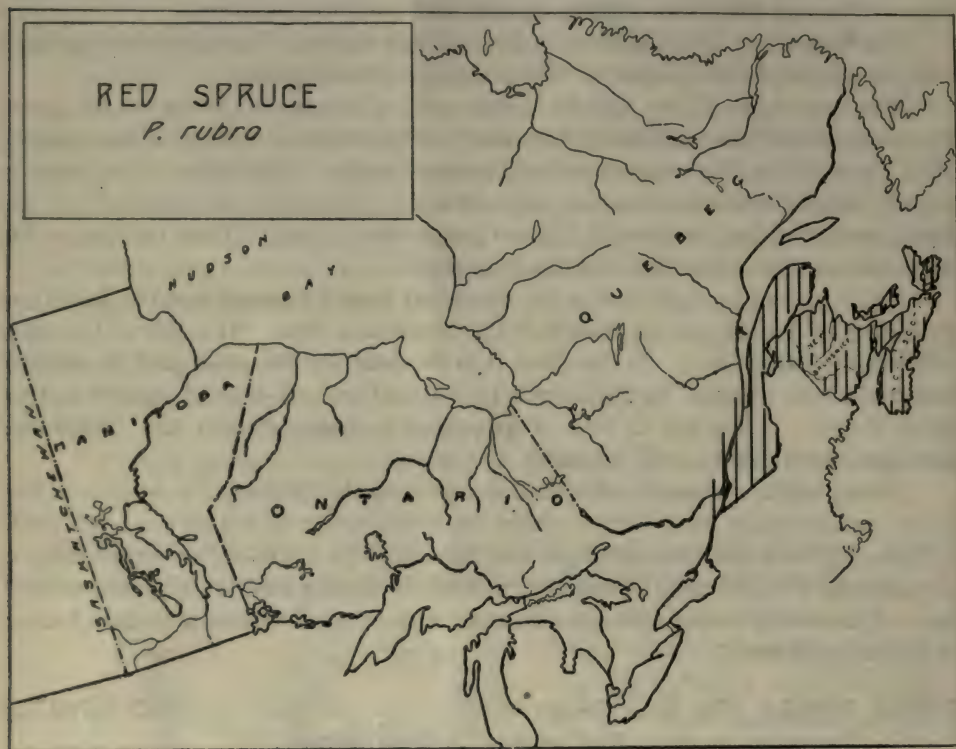 RED SPRUCE
P. rubra
HUDSON
BAY
QUEBEC
MANITOBA
ONTARIO
SASKATCHEWAN